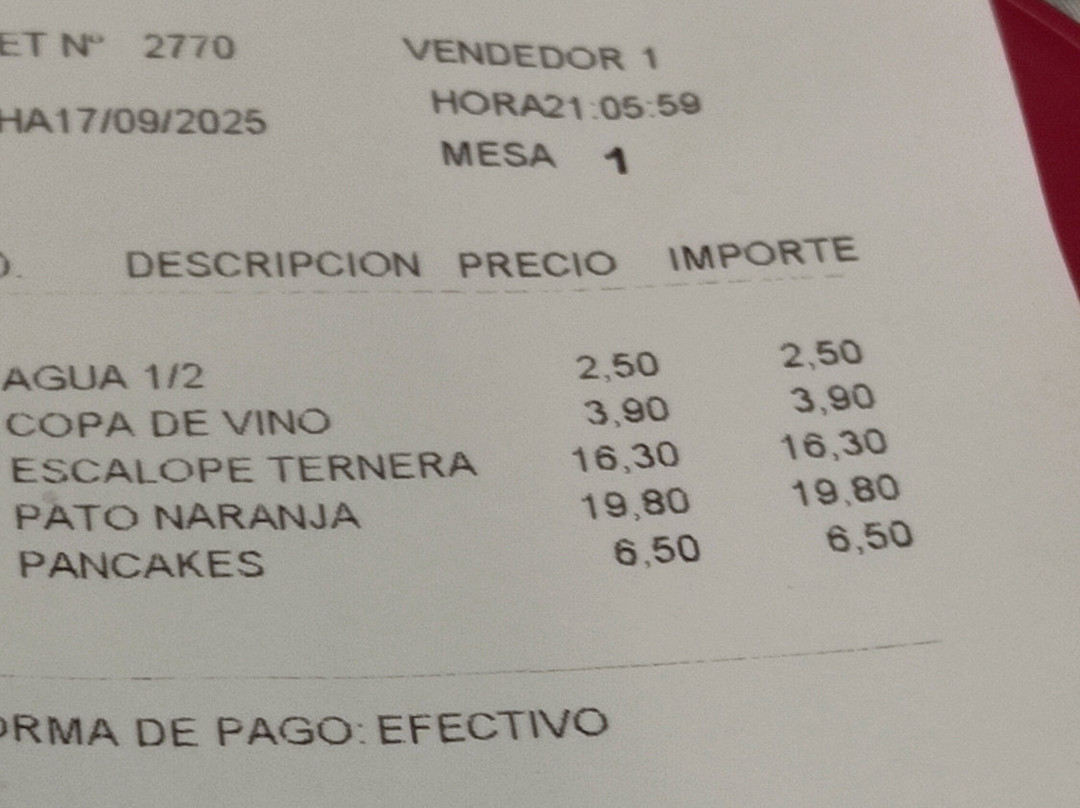 ET Nº 2770 VENDEDOR 1
HA17/09/2025 HORA21:05:59
MESA 1
DESCRIPCION PRECIO IMPORTE
AGUA 1/2 2,50 2,50
COPA DE VINO 3,90 3,90
ESCALOPE TERNERA 16,30 16,30
PATO NARANJA 19,80 19,80
PANCAKES 6,50 6,50
ORMA DE PAGO: EFECTIVO